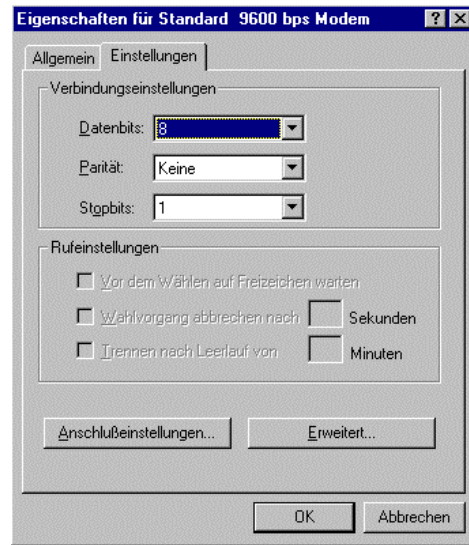 Eigenschaften für Standard 9600 bps Modem
Allgemein Einstellungen
Verbindungseinstellungen
Datenbits: 8
Parität: Keine
Stopbits: 1
Rufeinstellungen
Vor dem Wählen auf Freizeichen warten
Wahlvorgang abbrechen nach Sekunden
Trennen nach Leerlauf von Minuten
Anschlußeinstellungen... Erweitert...
OK Abbrechen